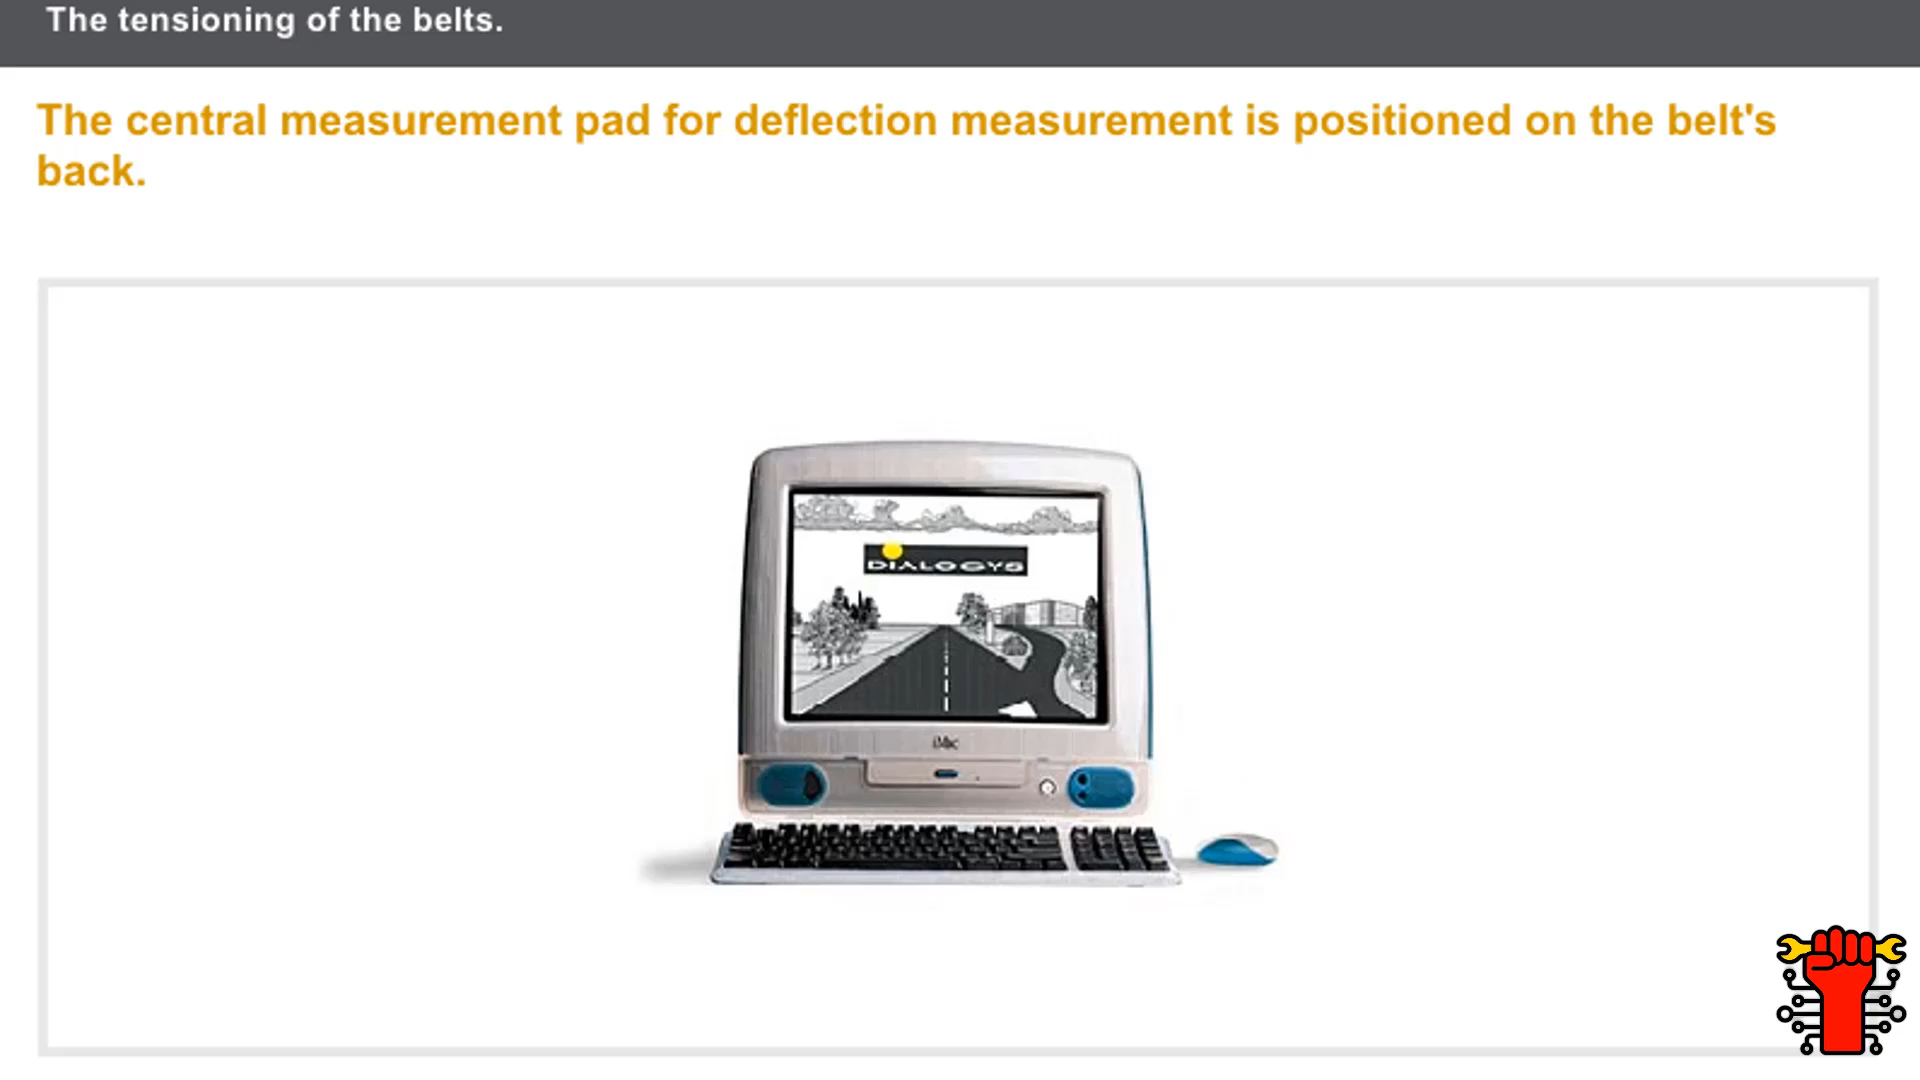 The tensioning of the belts.
The central measurement pad for deflection measurement is positioned on the belt's
back.
DIALOGYS
iMac